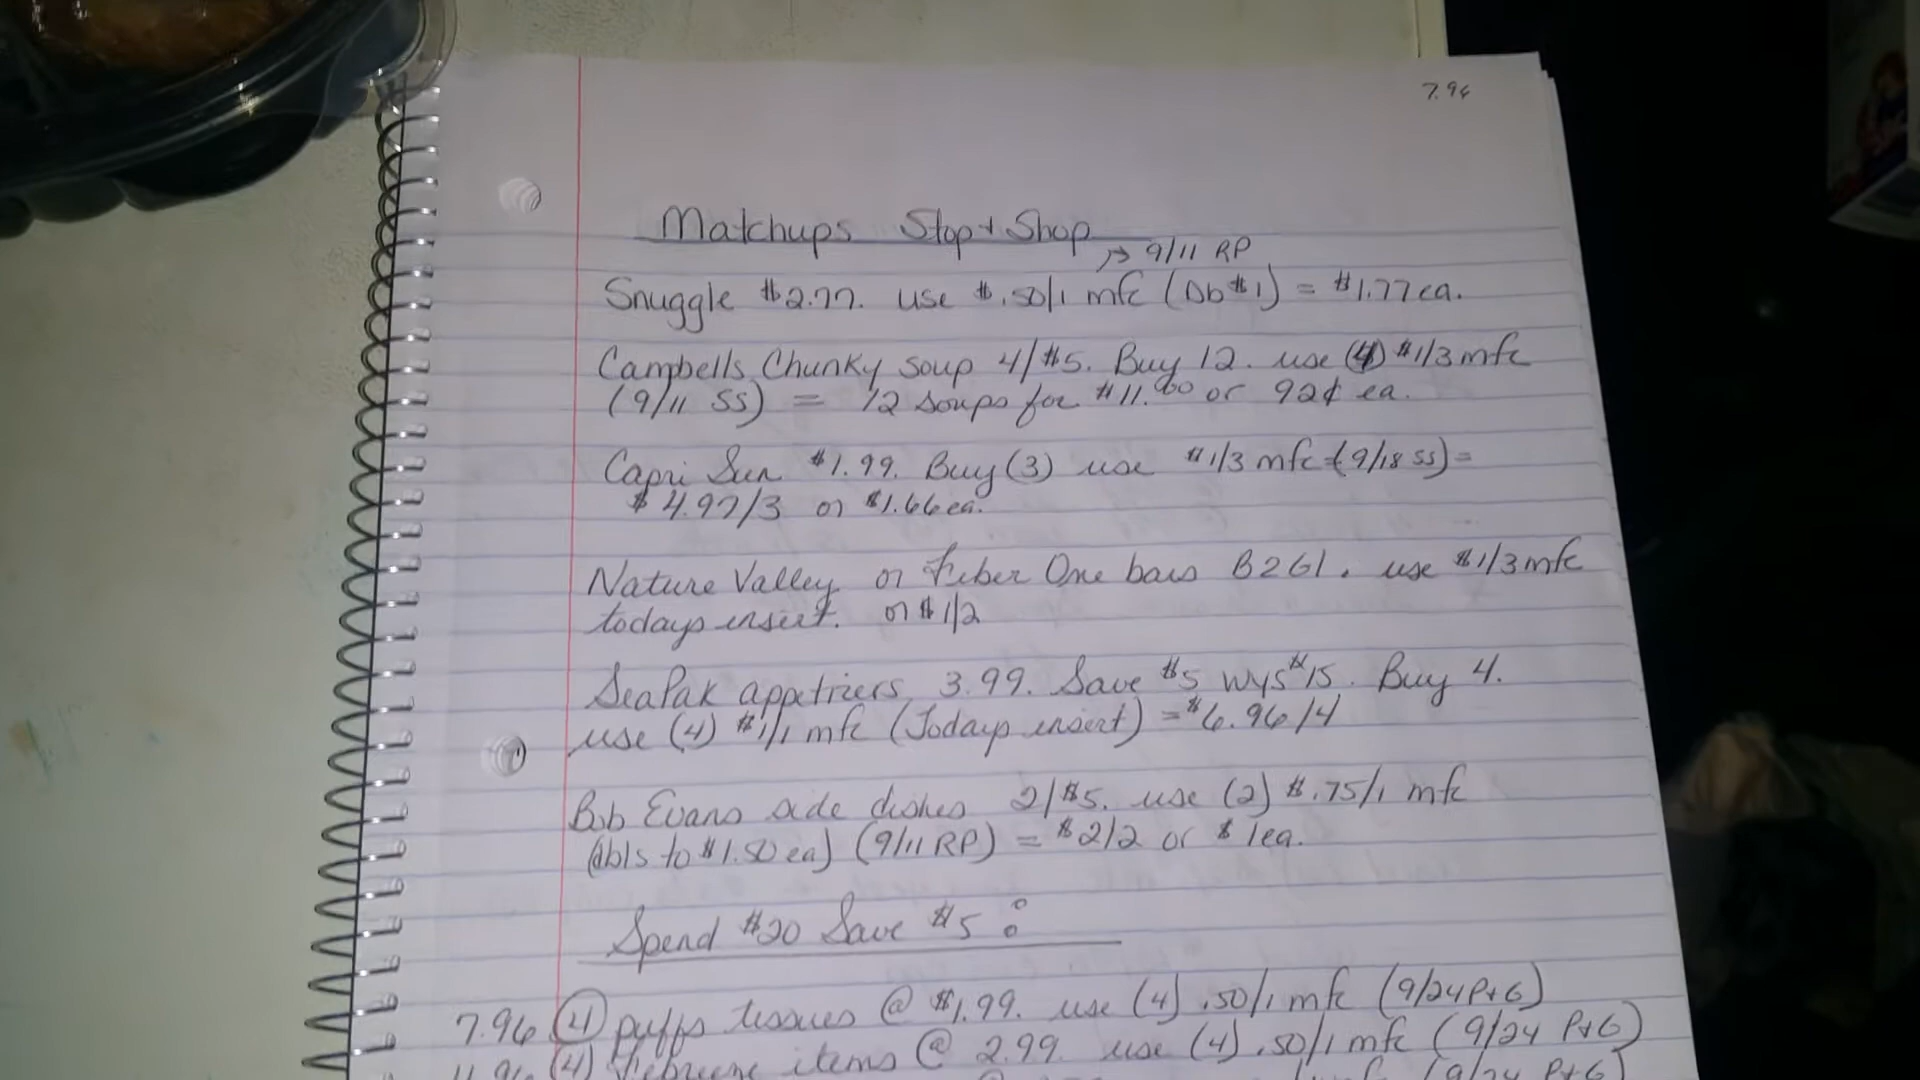 7.96
Matchups Stop + Shop
→ 9/11 RP
Snuggle $2.77. use $.50/1 mfc (Db $1) = $1.77 ea.
Campbells Chunky Soup 4/$5. Buy 12. use (4) $1/3 mfc
(9/11 SS) = 12 soups for $11.00 or 92¢ ea.
Capri Sun $1.99. Buy (3) use $1/3 mfc (9/18 SS) =
$4.97/3 or $1.66 ea.
Nature Valley or Fiber One bars B2G1. use $1/3 mfc
todays insert. or $1/2
SeaPak appetizers 3.99. Save $5 wys $15. Buy 4.
use (4) $1/1 mfc (Todays insert) = $6.96/4
Bob Evans side dishes 2/$5. use (2) $.75/1 mfc
(dbls to $1.50 ea) (9/11 RP) = $2/2 or $1 ea.
Spend $20 Save $5 :
7.96 (4) puffs tissues @ $1.99. use (4) .50/1 mfc (9/24 P+G)
11.96 (4) Febreze items @ 2.99 use (4) .50/1 mfc (9/24 P+G)
(9/24 P+G)